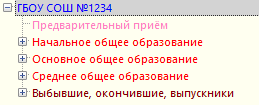 ГБОУ СОШ №1234
Предварительный приём
Начальное общее образование
Основное общее образование
Среднее общее образование
Выбывшие, окончившие, выпускники